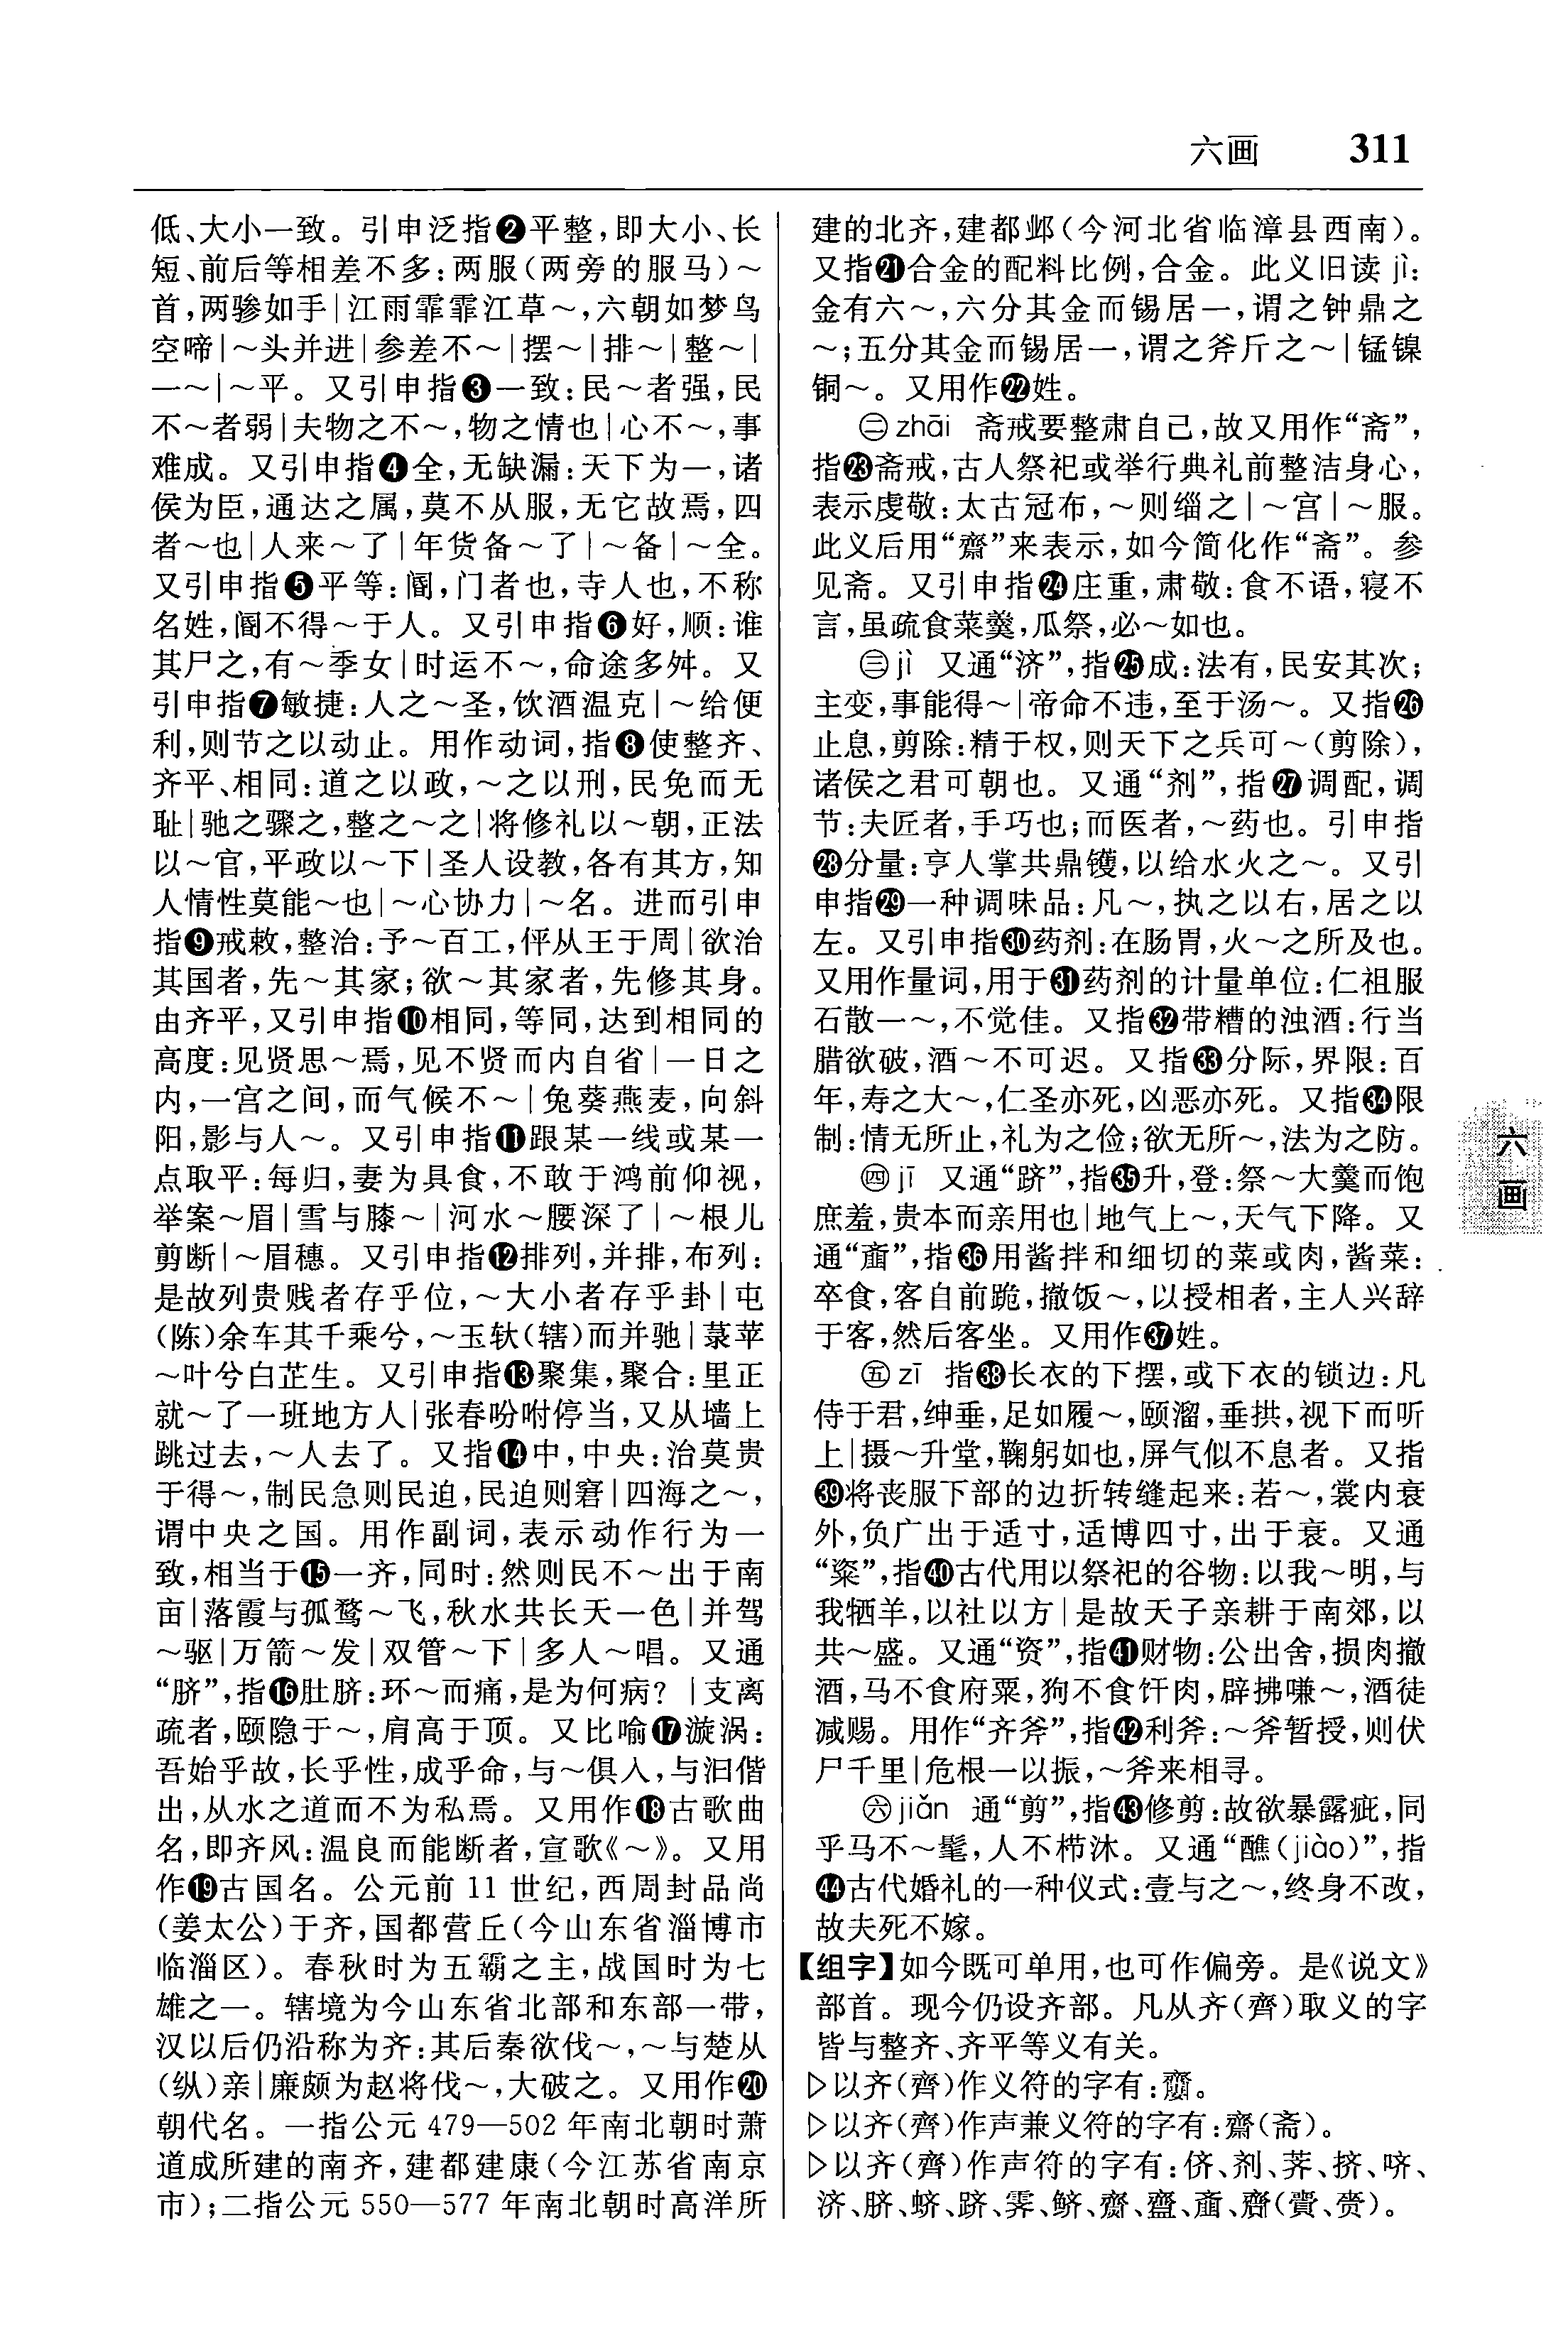 六画 311
低、大小一致。引申泛指❷平整,即大小、长
短、前后等相差不多:两服(两旁的服马)～
首,两骖如手|江雨霏霏江草～,六朝如梦鸟
空啼|～头并进|参差不～|摆～|排～|整～|
一～|～平。又引申指❸一致:民～者强,民
不～者弱|夫物之不～,物之情也|心不～,事
难成。又引申指❹全,无缺漏:天下为一,诸
侯为臣,通达之属,莫不从服,无它故焉,四
者～也|人来～了|年货备～了|～备|～全。
又引申指❺平等:阍,门者也,寺人也,不称
名姓,阍不得～于人。又引申指❻好,顺:谁
其尸之,有～季女|时运不～,命途多舛。又
引申指❼敏捷:人之～圣,饮酒温克|～给便
利,则节之以动止。用作动词,指❽使整齐、
齐平、相同:道之以政,～之以刑,民免而无
耻|驰之骤之,整之～之|将修礼以～朝,正法
以～官,平政以～下|圣人设教,各有其方,知
人情性莫能～也|～心协力|～名。进而引申
指❾戒敕,整治:予～百工,伻从王于周|欲治
其国者,先～其家;欲～其家者,先修其身。
由齐平,又引申指❿相同,等同,达到相同的
高度:见贤思～焉,见不贤而内自省|一日之
内,一宫之间,而气候不～|兔葵燕麦,向斜
阳,影与人～。又引申指⓫跟某一线或某一
点取平:每归,妻为具食,不敢于鸿前仰视,
举案～眉|雪与膝～|河水～腰深了|～根儿
剪断|～眉穗。又引申指⓬排列,并排,布列:
是故列贵贱者存乎位,～大小者存乎卦|屯
(陈)余车其千乘兮,～玉轪(辖)而并驰|菉苹
～叶兮白芷生。又引申指⓭聚集,聚合:里正
就～了一班地方人|张春吩咐停当,又从墙上
跳过去,～人去了。又指⓮中,中央:治莫贵
于得～,制民急则民迫,民迫则窘|四海之～,
谓中央之国。用作副词,表示动作行为一
致,相当于⓯一齐,同时:然则民不～出于南
亩|落霞与孤鹜～飞,秋水共长天一色|并驾
～驱|万箭～发|双管～下|多人～唱。又通
“脐”,指⓰肚脐:环～而痛,是为何病?|支离
疏者,颐隐于～,肩高于顶。又比喻⓱漩涡:
吾始乎故,长乎性,成乎命,与～俱入,与汩偕
出,从水之道而不为私焉。又用作⓲古歌曲
名,即齐风:温良而能断者,宜歌《～》。又用
作⓳古国名。公元前 11 世纪,西周封品尚
(姜太公)于齐,国都营丘(今山东省淄博市
临淄区)。春秋时为五霸之主,战国时为七
雄之一。辖境为今山东省北部和东部一带,
汉以后仍沿称为齐:其后秦欲伐～,～与楚从
(纵)亲|廉颇为赵将伐～,大破之。又用作⓴
朝代名。一指公元 479—502 年南北朝时萧
道成所建的南齐,建都建康(今江苏省南京
市);二指公元 550—577 年南北朝时高洋所
建的北齐,建都邺(今河北省临漳县西南)。
又指㉑合金的配料比例,合金。此义旧读 jì:
金有六～,六分其金而锡居一,谓之钟鼎之
～;五分其金而锡居一,谓之斧斤之～|锰镍
铜～。又用作㉒姓。
㊁zhāi 斋戒要整肃自己,故又用作“斋”,
指㉓斋戒,古人祭祀或举行典礼前整洁身心,
表示虔敬:太古冠布,～则缁之|～宫|～服。
此义后用“齋”来表示,如今简化作“斋”。参
见斋。又引申指㉔庄重,肃敬:食不语,寝不
言,虽疏食菜羹,瓜祭,必～如也。
㊂jì 又通“济”,指㉕成:法有,民安其次;
主变,事能得～|帝命不违,至于汤～。又指㉖
止息,剪除:精于权,则天下之兵可～(剪除),
诸侯之君可朝也。又通“剂”,指㉗调配,调
节:夫匠者,手巧也;而医者,～药也。引申指
㉘分量:亨人掌共鼎镬,以给水火之～。又引
申指㉙一种调味品:凡～,执之以右,居之以
左。又引申指㉚药剂:在肠胃,火～之所及也。
又用作量词,用于㉛药剂的计量单位:仁祖服
石散一～,不觉佳。又指㉜带糟的浊酒:行当
腊欲破,酒～不可迟。又指㉝分际,界限:百
年,寿之大～,仁圣亦死,凶恶亦死。又指㉞限
制:情无所止,礼为之俭;欲无所～,法为之防。
㊃jī 又通“跻”,指㉟升,登:祭～大羹而饱
庶羞,贵本而亲用也|地气上～,天气下降。又
通“齑”,指㊱用酱拌和细切的菜或肉,酱菜:
卒食,客自前跪,撤饭～,以授相者,主人兴辞
于客,然后客坐。又用作㊲姓。
㊄zī 指㊳长衣的下摆,或下衣的锁边:凡
侍于君,绅垂,足如履～,颐溜,垂拱,视下而听
上|摄～升堂,鞠躬如也,屏气似不息者。又指
㊴将丧服下部的边折转缝起来:若～,裳内衰
外,负广出于适寸,适博四寸,出于衰。又通
“粢”,指㊵古代用以祭祀的谷物:以我～明,与
我牺羊,以社以方|是故天子亲耕于南郊,以
共～盛。又通“资”,指㊶财物:公出舍,损肉撤
酒,马不食府粟,狗不食饘肉,辟拂嗛～,酒徒
减赐。用作“齐斧”,指㊷利斧:～斧暂授,则伏
尸千里|危根一以振,～斧来相寻。
㊅jiǎn 通“剪”,指㊸修剪:故欲暴露疵,同
乎马不～髦,人不栉沐。又通“醮(jiào)”,指
㊹古代婚礼的一种仪式:壹与之～,终身不改,
故夫死不嫁。
【组字】如今既可单用,也可作偏旁。是《说文》
部首。现今仍设齐部。凡从齐(齊)取义的字
皆与整齐、齐平等义有关。
▷以齐(齊)作义符的字有:齌。
▷以齐(齊)作声兼义符的字有:齋(斋)。
▷以齐(齊)作声符的字有:侪、剂、荠、挤、哜、
济、脐、蛴、跻、霁、鲚、齌、齍、齑、齎(賫、赍)。
六
画